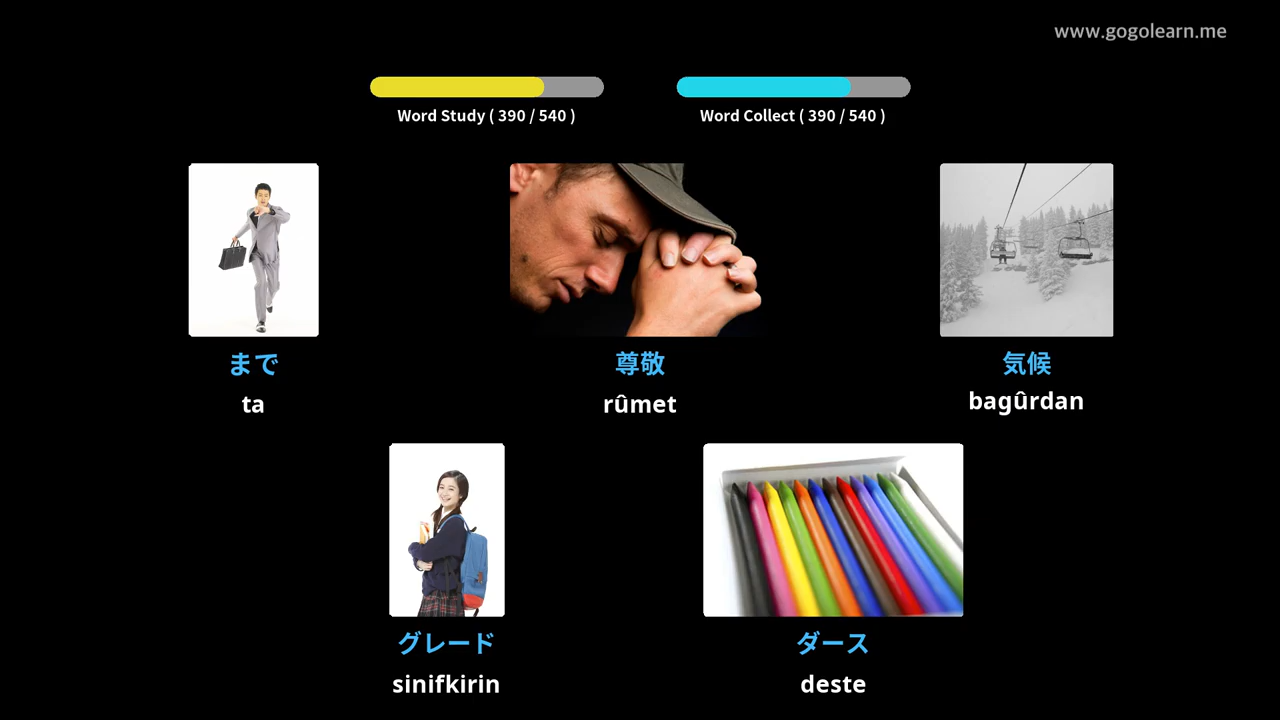 www.gogolearn.me
Word Study ( 390 / 540 )
Word Collect ( 390 / 540 )
まで
尊敬
気候
ta
rûmet
bagûrdan
グレード
ダース
sinifkirin
deste